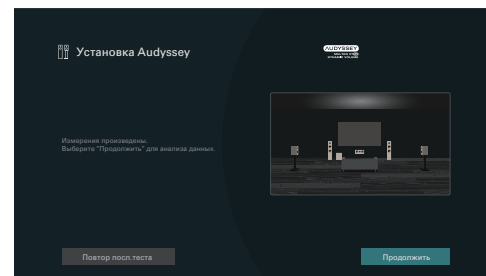 Установка Audyssey
AUDYSSEY
Измерения произведены.
Выберите "Продолжить" для анализа данных.
Повтор посл.теста
Продолжить